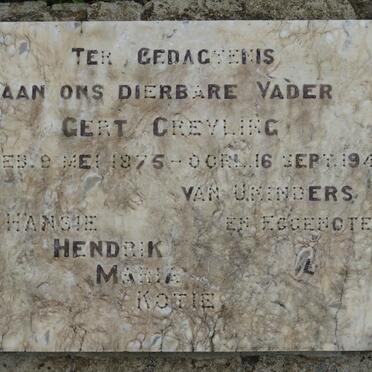 TER GEDAGTENIS
AAN ONS DIERBARE VADER
GERT GREYLING
GEB. 9 MEI 1875 - OORL. 16 SEPT. 194
VAN KINDERS
HANSIE EN EGGENOTE
HENDRIK
MARIA
KOTIE